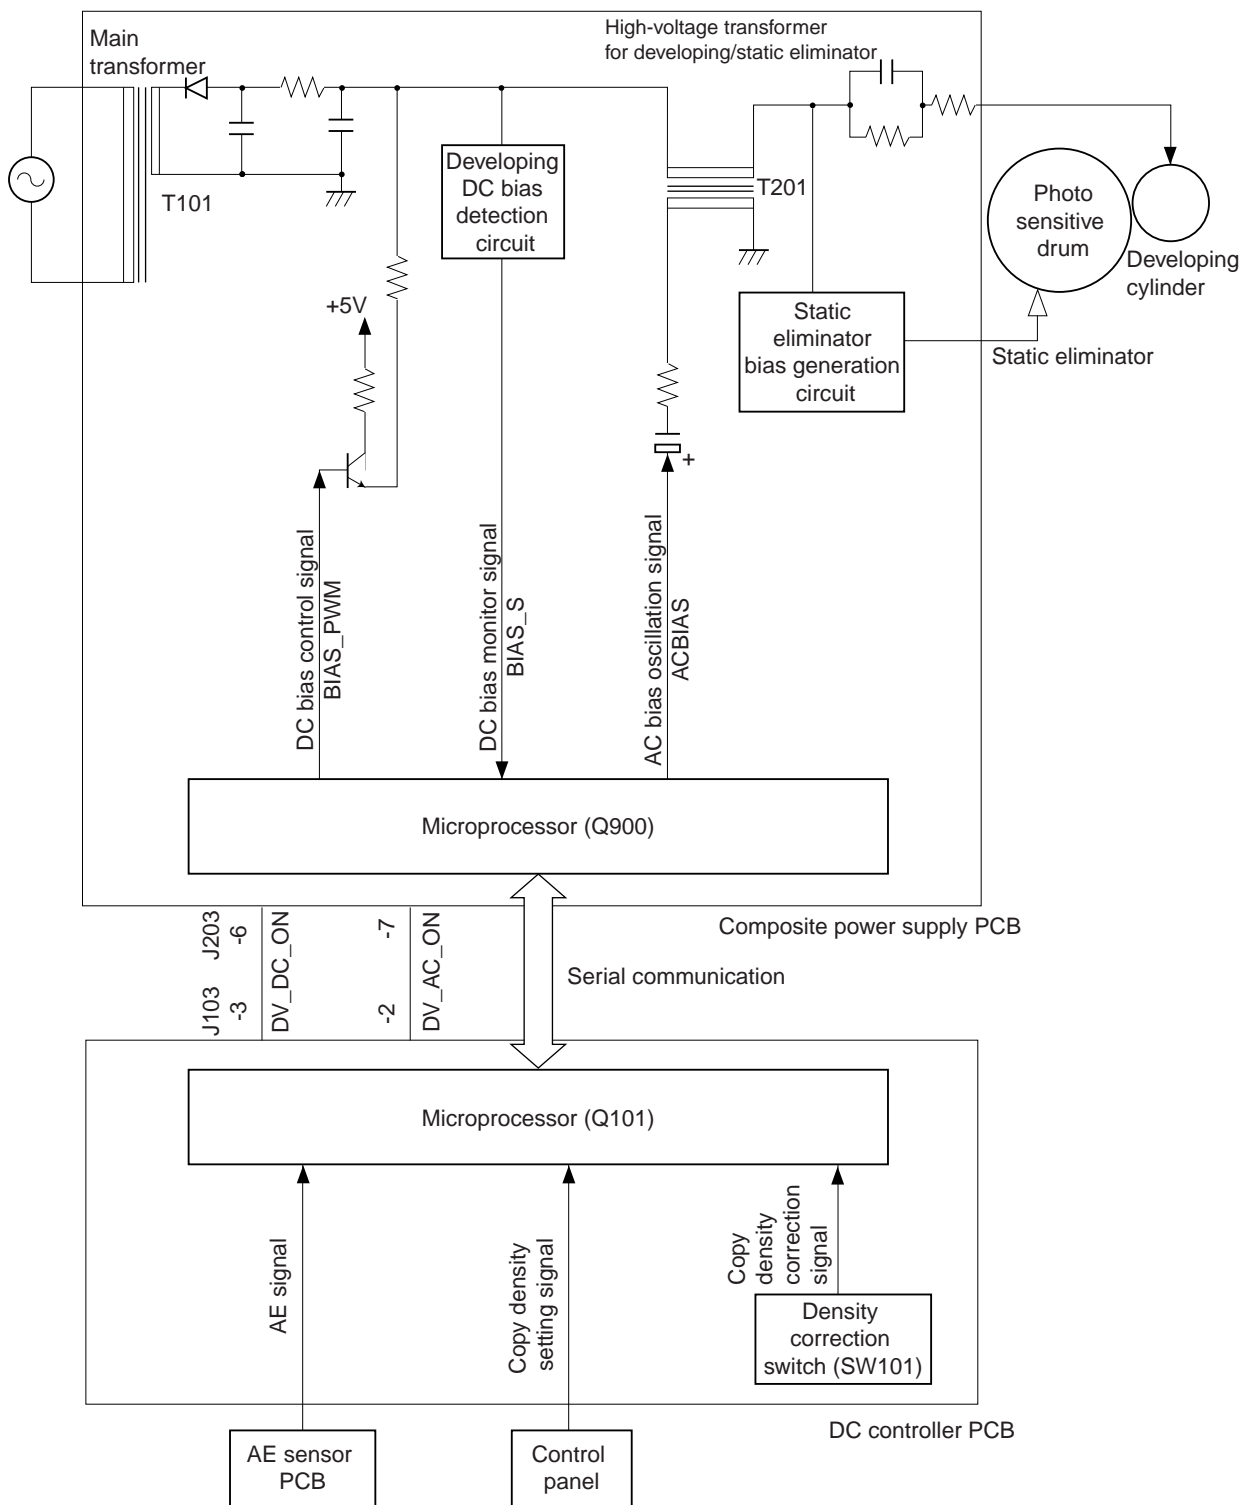 Main
transformer
High-voltage transformer
for developing/static eliminator
T101
Developing
DC bias
detection
circuit
T201
Photo
sensitive
drum
Developing
cylinder
+5V
Static
eliminator
bias generation
circuit
Static eliminator
+
DC bias control signal
BIAS_PWM
DC bias monitor signal
BIAS_S
AC bias oscillation signal
ACBIAS
Microprocessor (Q900)
Composite power supply PCB
J203
-6
-7
J103
-3
-2
DV_DC_ON
DV_AC_ON
Serial communication
Microprocessor (Q101)
AE signal
Copy density
setting signal
Copy
density
correction
signal
Density
correction
switch (SW101)
DC controller PCB
AE sensor
PCB
Control
panel